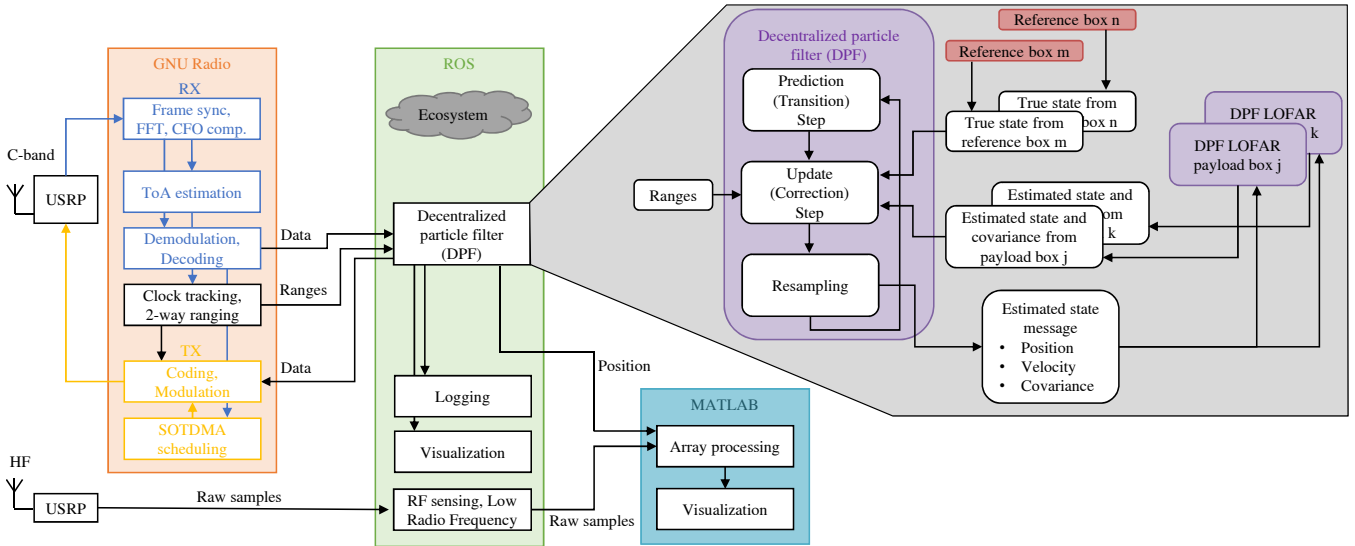 GNU Radio
RX
Frame sync,
FFT, CFO comp.
ToA estimation
Demodulation,
Decoding
Clock tracking,
2-way ranging
TX
Coding,
Modulation
SOTDMA
scheduling
C-band
USRP
HF
USRP
Raw samples
Data
Ranges
Data
ROS
Ecosystem
Decentralized
particle filter
(DPF)
Logging
Visualization
RF sensing, Low
Radio Frequency
Position
Raw samples
MATLAB
Array processing
Visualization
Ranges
Decentralized particle
filter (DPF)
Prediction
(Transition)
Step
Update
(Correction)
Step
Resampling
Reference box n
Reference box m
True state from
box n
True state from
reference box m
DPF LOFAR
k
DPF LOFAR
payload box j
Estimated state and
om
k
Estimated state and
covariance from
payload box j
Estimated state
message
• Position
• Velocity
• Covariance